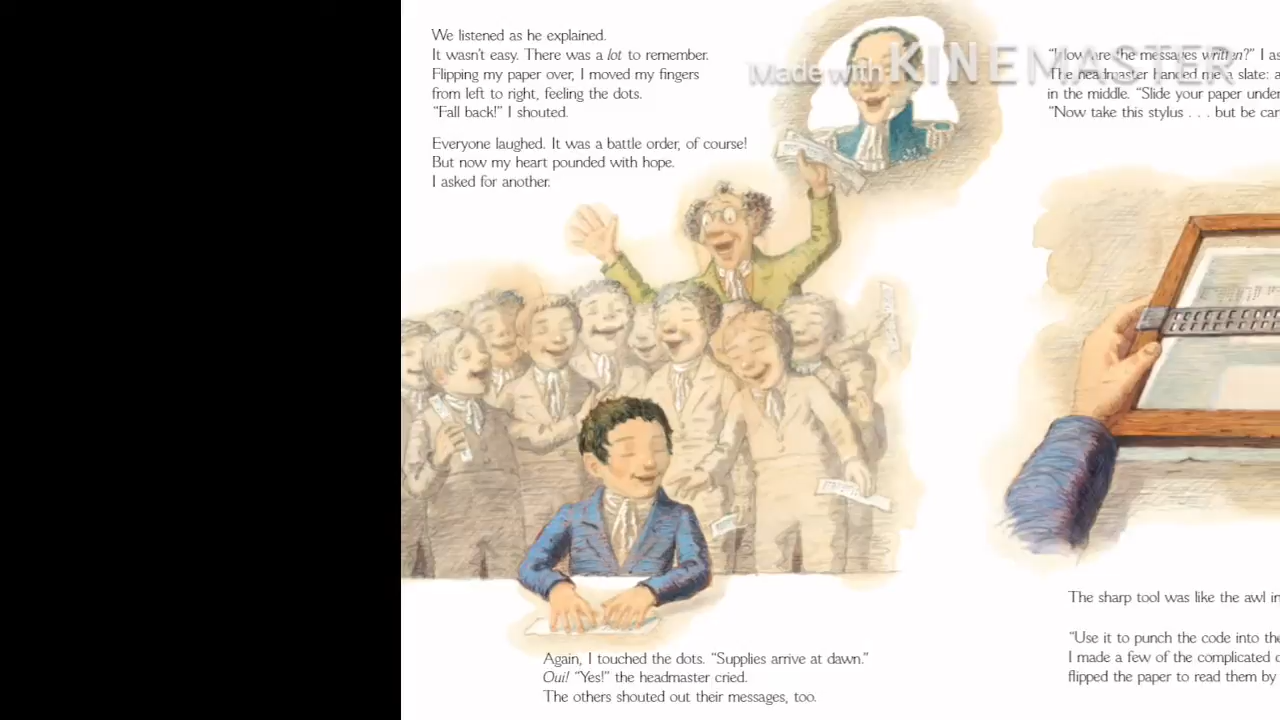 We listened as he explained.
It wasn't easy. There was a lot to remember.
Flipping my paper over, I moved my fingers
from left to right, feeling the dots.
“Fall back!” I shouted.
Everyone laughed. It was a battle order, of course!
But now my heart pounded with hope.
I asked for another.
Again, I touched the dots. “Supplies arrive at dawn.”
Oui! “Yes!” the headmaster cried.
The others shouted out their messages, too.
Made with KINEMASTER
“How are the messages written?” I as
The headmaster handed me a slate: a
in the middle. “Slide your paper under
“Now take this stylus . . . but be car
The sharp tool was like the awl in
“Use it to punch the code into the
I made a few of the complicated
flipped the paper to read them by